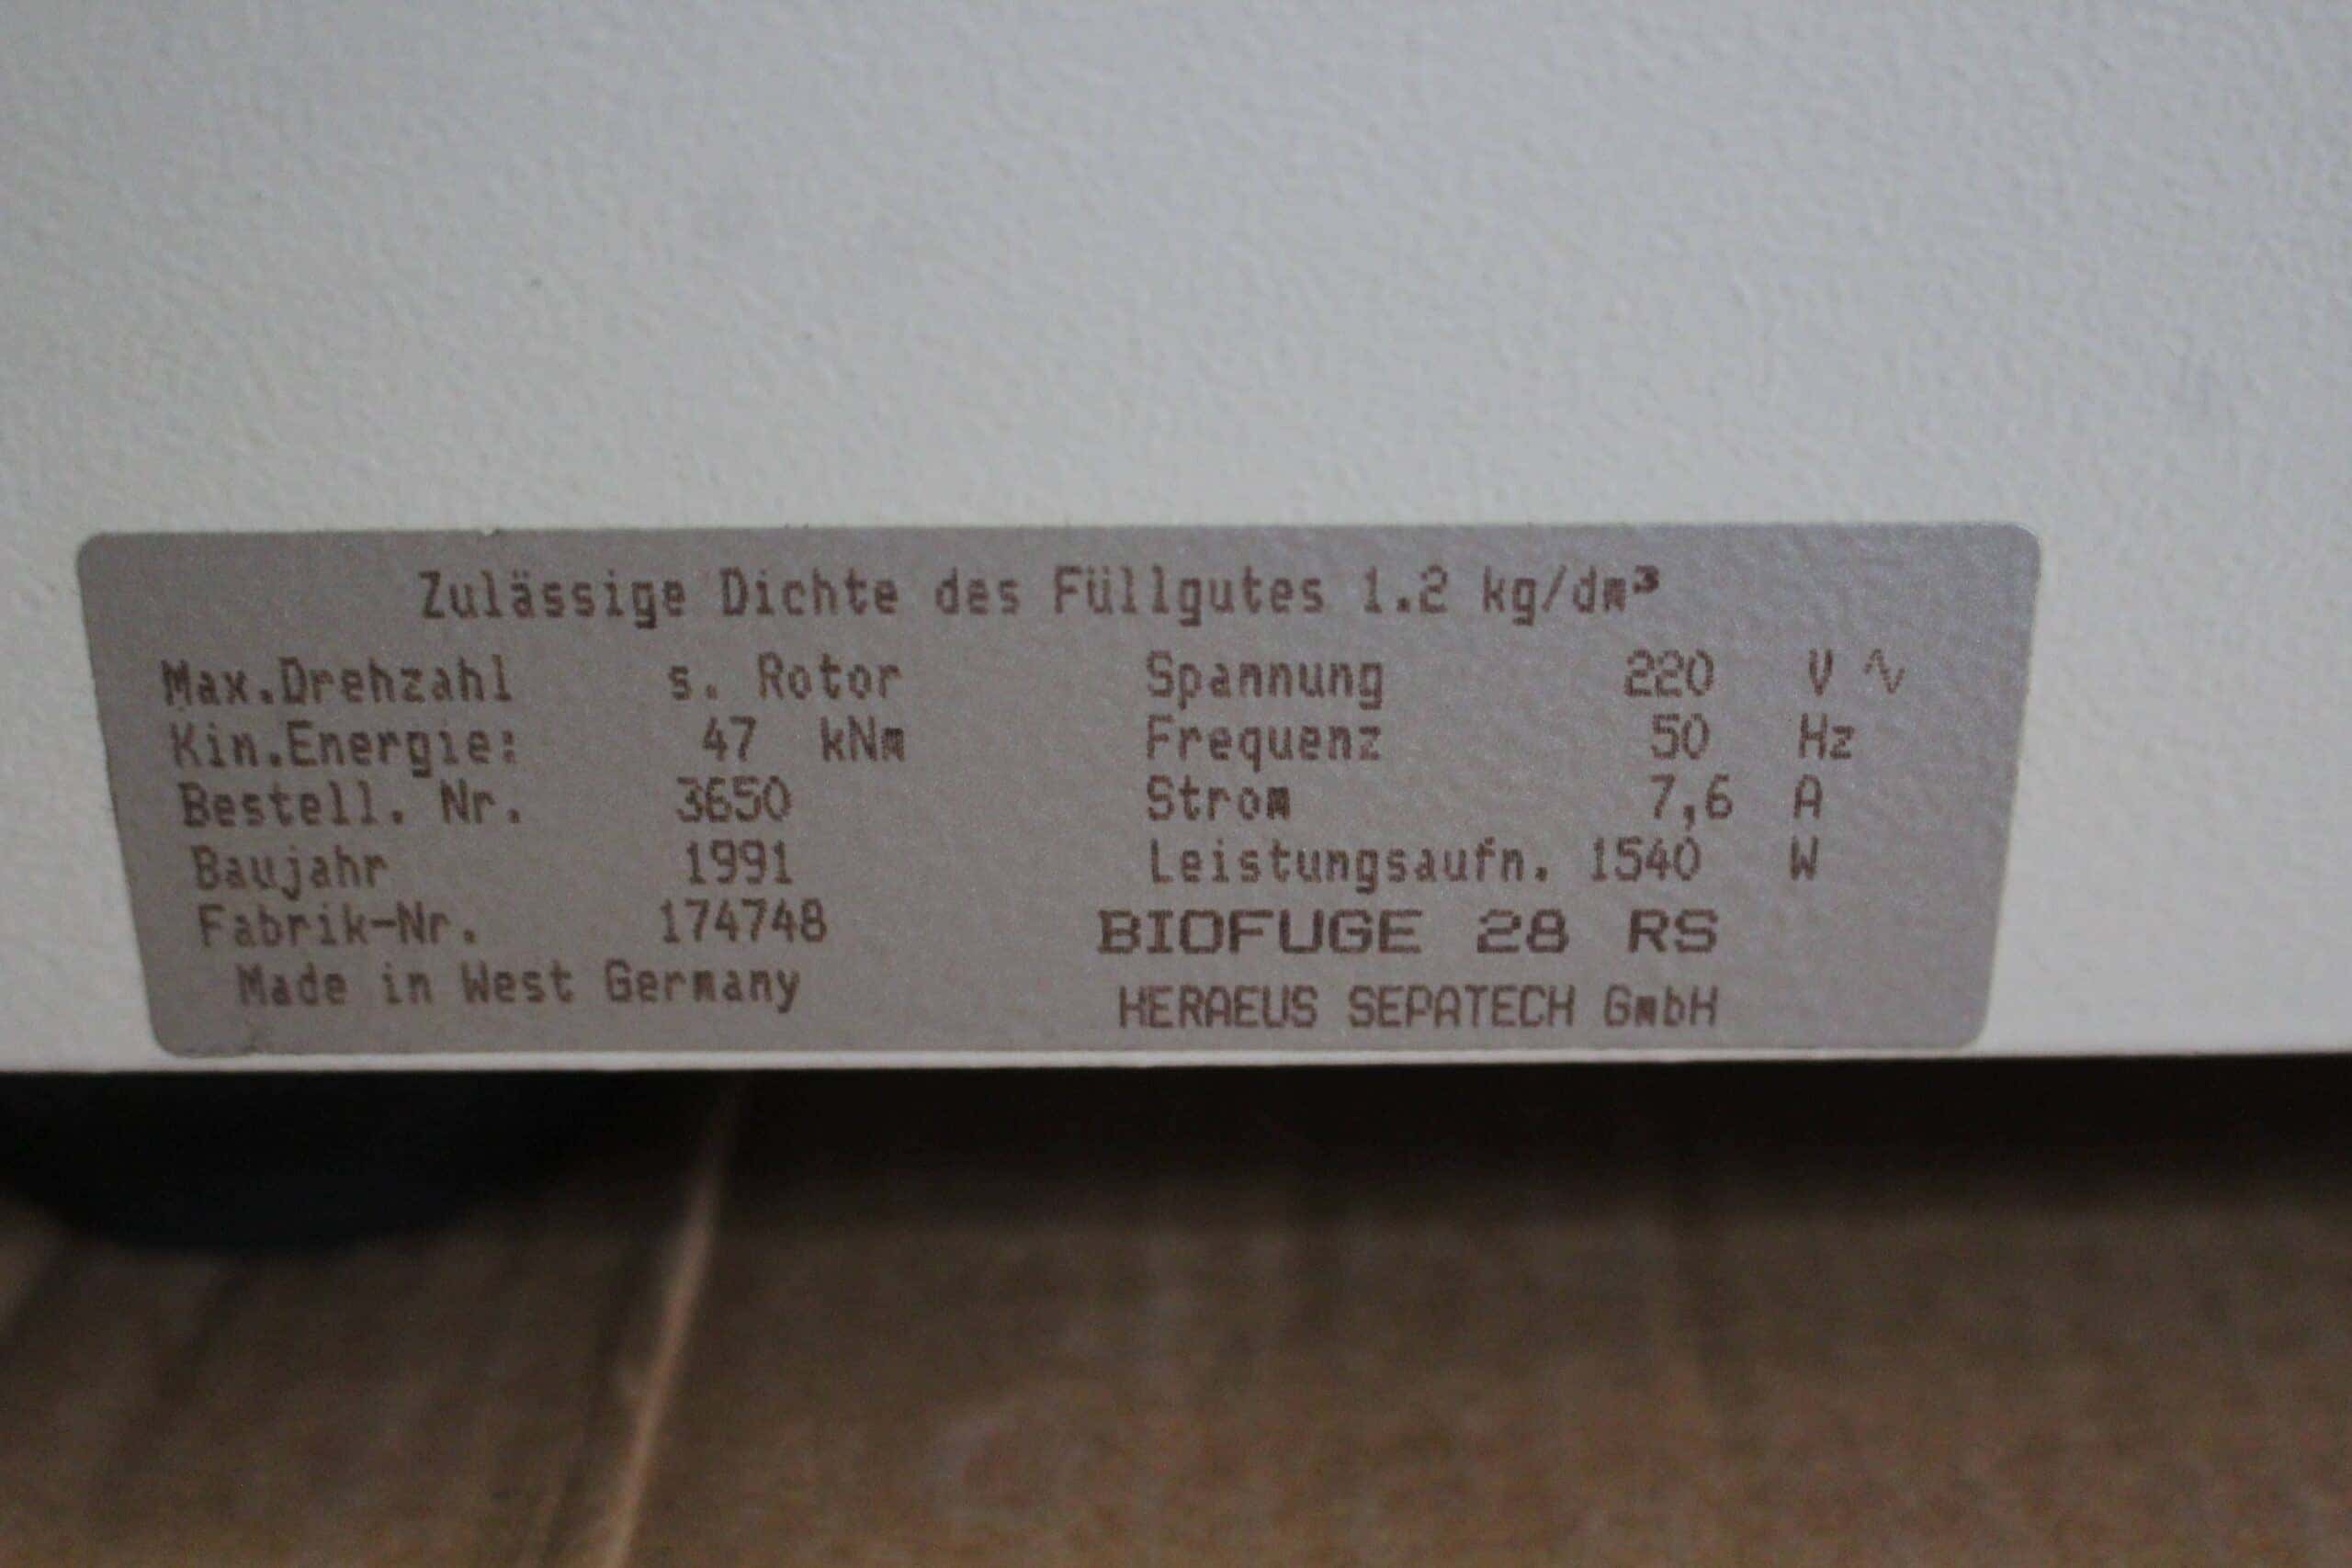 Zulässige Dichte des Füllgutes 1.2 kg/dm³
Max.Drehzahl s. Rotor Spannung 220 V ∿
Kin.Energie: 47 kNm Frequenz 50 Hz
Bestell. Nr. 3650 Strom 7,6 A
Baujahr 1991 Leistungsaufn. 1540 W
Fabrik-Nr. 174748 BIOFUGE 28 RS
Made in West Germany HERAEUS SEPATECH GmbH